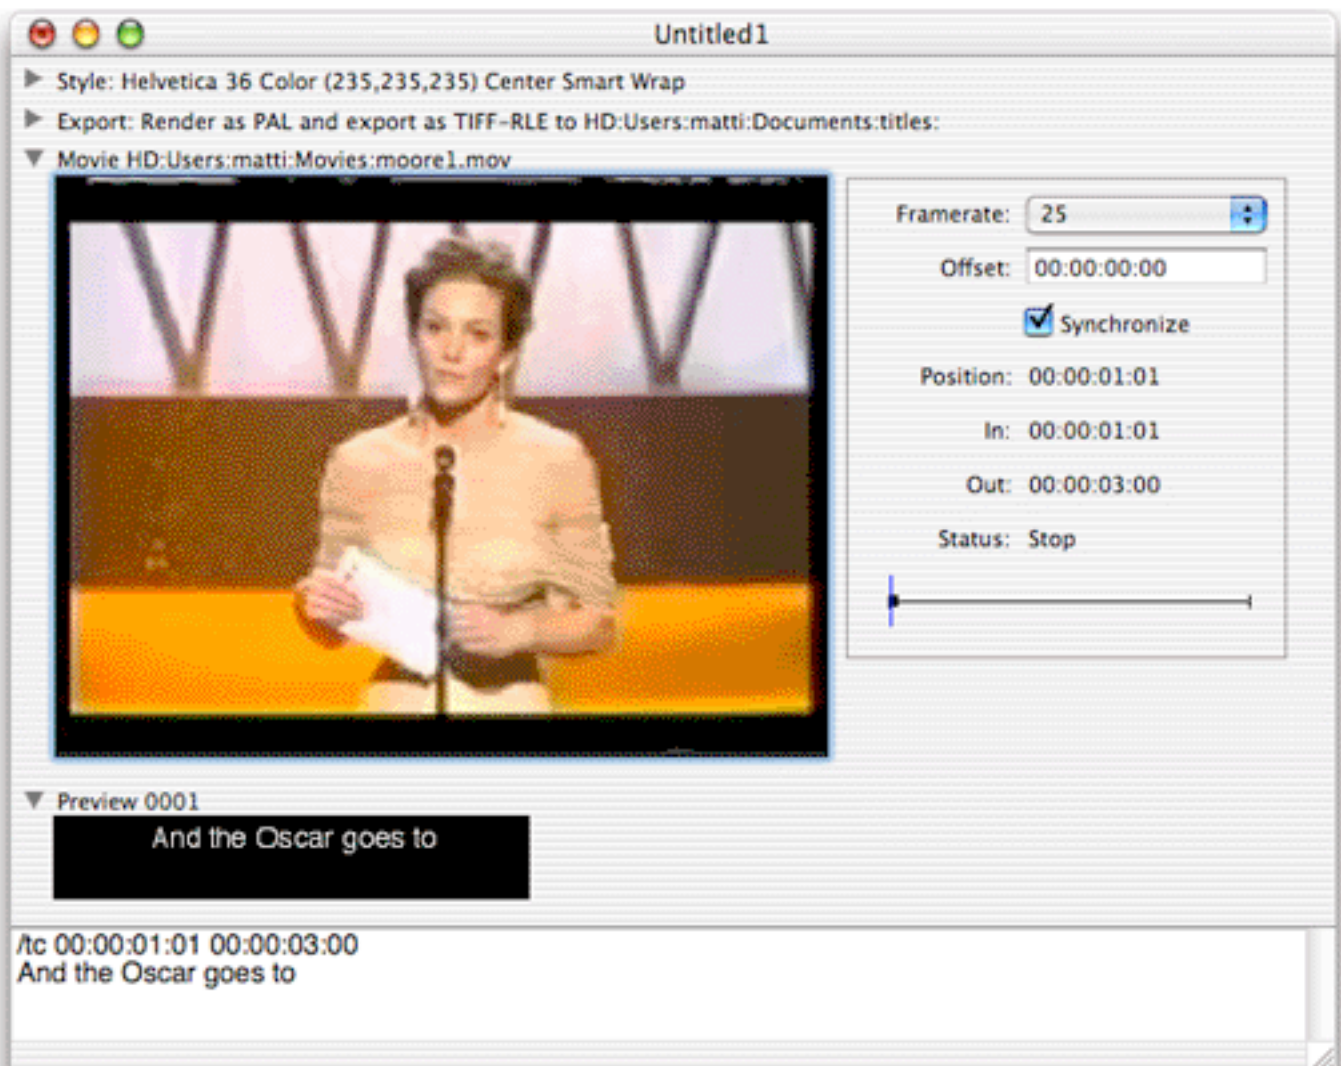 Untitled1
Style: Helvetica 36 Color (235,235,235) Center Smart Wrap
Export: Render as PAL and export as TIFF-RLE to HD:Users:matti:Documents:titles:
Movie HD:Users:matti:Movies:moore1.mov
Framerate: 25
Offset: 00:00:00:00
Synchronize
Position: 00:00:01:01
In: 00:00:01:01
Out: 00:00:03:00
Status: Stop
Preview 0001
And the Oscar goes to
/tc 00:00:01:01 00:00:03:00
And the Oscar goes to